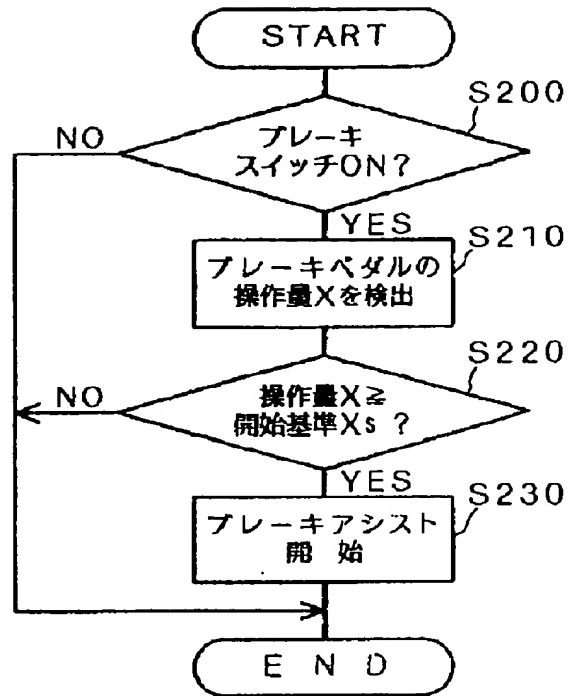 START
S200
NO
ブレーキ
スイッチON?
YES
S210
ブレーキペダルの
操作量Xを検出
S220
NO
操作量X≧
開始基準Xs ?
YES
S230
ブレーキアシスト
開 始
END